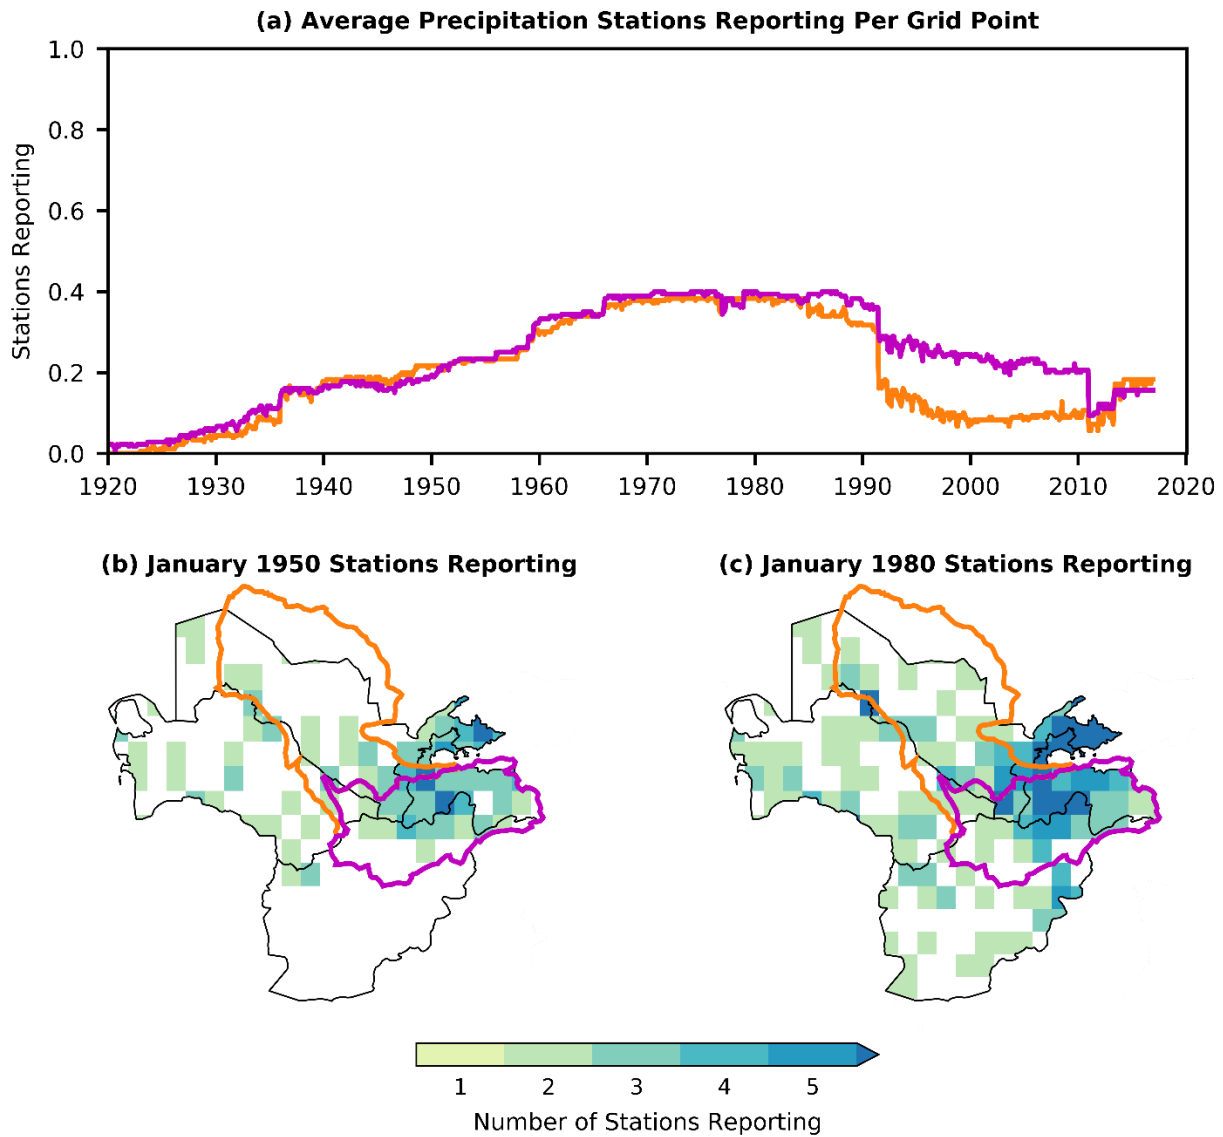 (a) Average Precipitation Stations Reporting Per Grid Point
Stations Reporting
1.0
0.8
0.6
0.4
0.2
0.0
1920 1930 1940 1950 1960 1970 1980 1990 2000 2010 2020
(b) January 1950 Stations Reporting
(c) January 1980 Stations Reporting
1 2 3 4 5
Number of Stations Reporting